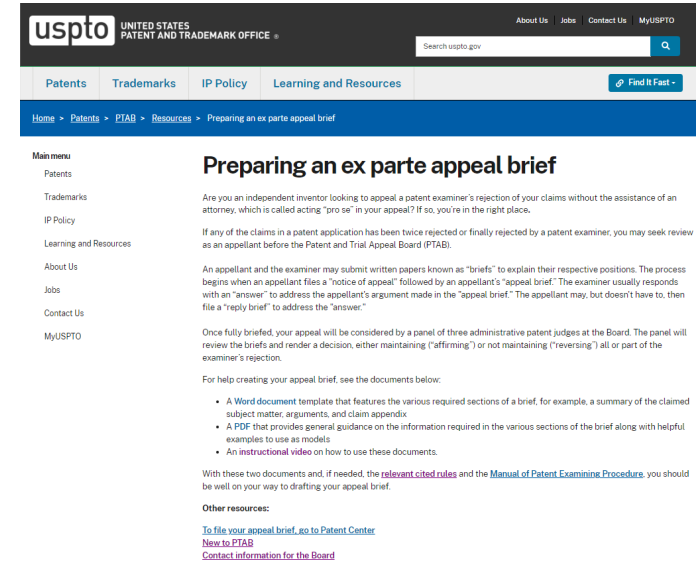 uspto UNITED STATES
PATENT AND TRADEMARK OFFICE ®
About Us Jobs Contact Us MyUSPTO
Search uspto.gov
Patents Trademarks IP Policy Learning and Resources Find It Fast
Home > Patents > PTAB > Resources > Preparing an ex parte appeal brief
Main menu
Patents
Trademarks
IP Policy
Learning and Resources
About Us
Jobs
Contact Us
MyUSPTO
Preparing an ex parte appeal brief
Are you an independent inventor looking to appeal a patent examiner's rejection of your claims without the assistance of an
attorney, which is called acting "pro se" in your appeal? If so, you're in the right place.
If any of the claims in a patent application has been twice rejected or finally rejected by a patent examiner, you may seek review
as an appellant before the Patent and Trial Appeal Board (PTAB).
An appellant and the examiner may submit written papers known as "briefs" to explain their respective positions. The process
begins when an appellant files a "notice of appeal" followed by an appellant's "appeal brief." The examiner usually responds
with an "answer" to address the appellant's argument made in the "appeal brief." The appellant may, but doesn't have to, then
file a "reply brief" to address the "answer."
Once fully briefed, your appeal will be considered by a panel of three administrative patent judges at the Board. The panel will
review the briefs and render a decision, either maintaining ("affirming") or not maintaining ("reversing") all or part of the
examiner's rejection.
For help creating your appeal brief, see the documents below:
• A Word document template that features the various required sections of a brief, for example, a summary of the claimed
subject matter, arguments, and claim appendix
• A PDF that provides general guidance on the information required in the various sections of the brief along with helpful
examples to use as models
• An instructional video on how to use these documents.
With these two documents and, if needed, the relevant cited rules and the Manual of Patent Examining Procedure, you should
be well on your way to drafting your appeal brief.
Other resources:
To file your appeal brief, go to Patent Center
New to PTAB
Contact information for the Board